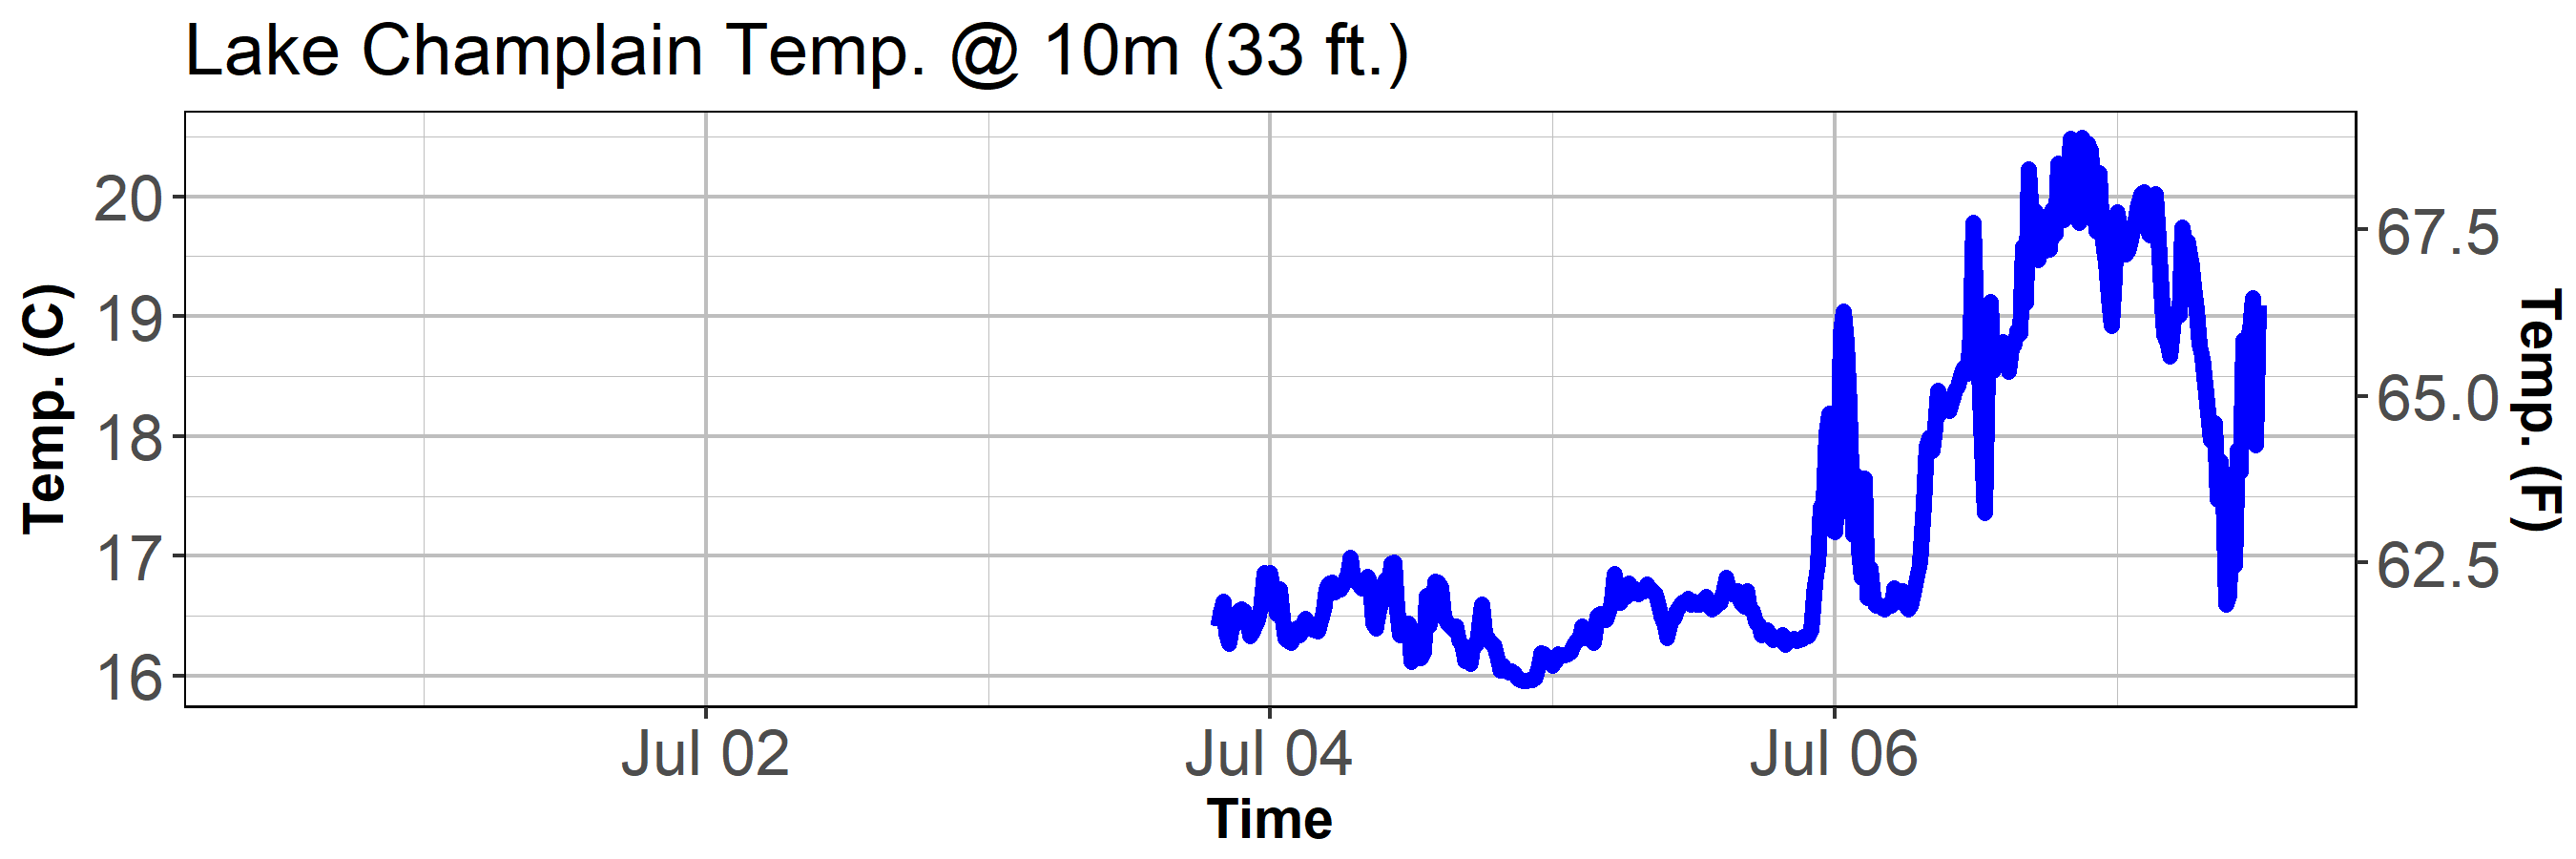 Lake Champlain Temp. @ 10m (33 ft.)
20
19
18
17
16
Temp. (C)
67.5
65.0
62.5
Temp. (F)
Jul 02
Jul 04
Jul 06
Time